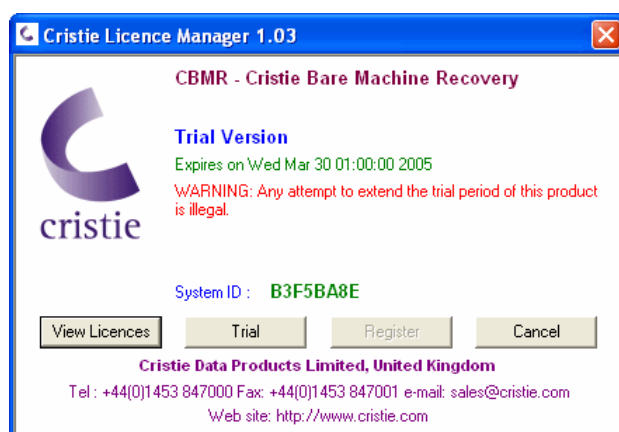 Cristie Licence Manager 1.03
CBMR - Cristie Bare Machine Recovery
Trial Version
Expires on Wed Mar 30 01:00:00 2005
WARNING: Any attempt to extend the trial period of this product
is illegal.
cristie
System ID : B3F5BA8E
View Licences Trial Register Cancel
Cristie Data Products Limited, United Kingdom
Tel : +44(0)1453 847000 Fax: +44(0)1453 847001 e-mail: sales@cristie.com
Web site: http://www.cristie.com